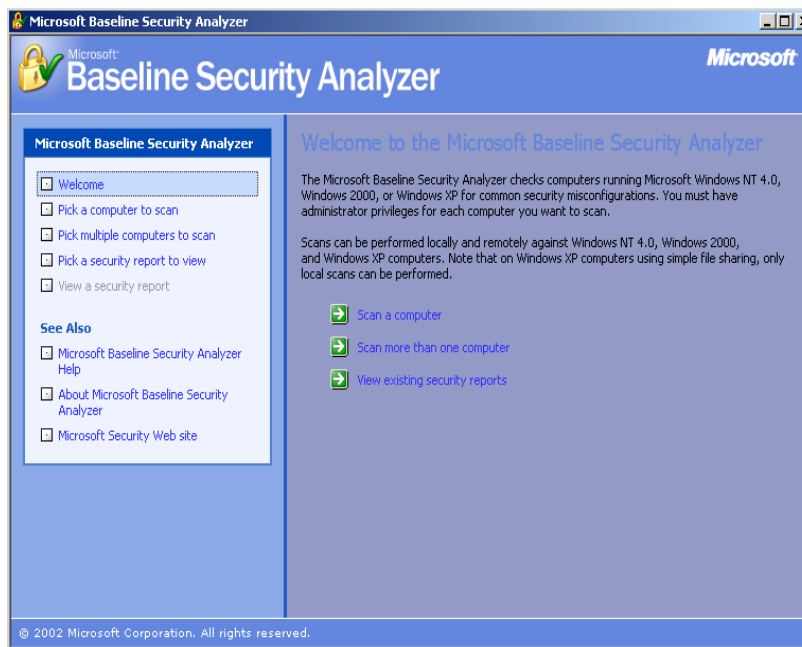 Microsoft Baseline Security Analyzer
Microsoft
Baseline Security Analyzer
Microsoft
Microsoft Baseline Security Analyzer
Welcome
Pick a computer to scan
Pick multiple computers to scan
Pick a security report to view
View a security report
See Also
Microsoft Baseline Security Analyzer
Help
About Microsoft Baseline Security
Analyzer
Microsoft Security Web site
Welcome to the Microsoft Baseline Security Analyzer
The Microsoft Baseline Security Analyzer checks computers running Microsoft Windows NT 4.0,
Windows 2000, or Windows XP for common security misconfigurations. You must have
administrator privileges for each computer you want to scan.
Scans can be performed locally and remotely against Windows NT 4.0, Windows 2000,
and Windows XP computers. Note that on Windows XP computers using simple file sharing, only
local scans can be performed.
Scan a computer
Scan more than one computer
View existing security reports
© 2002 Microsoft Corporation. All rights reserved.